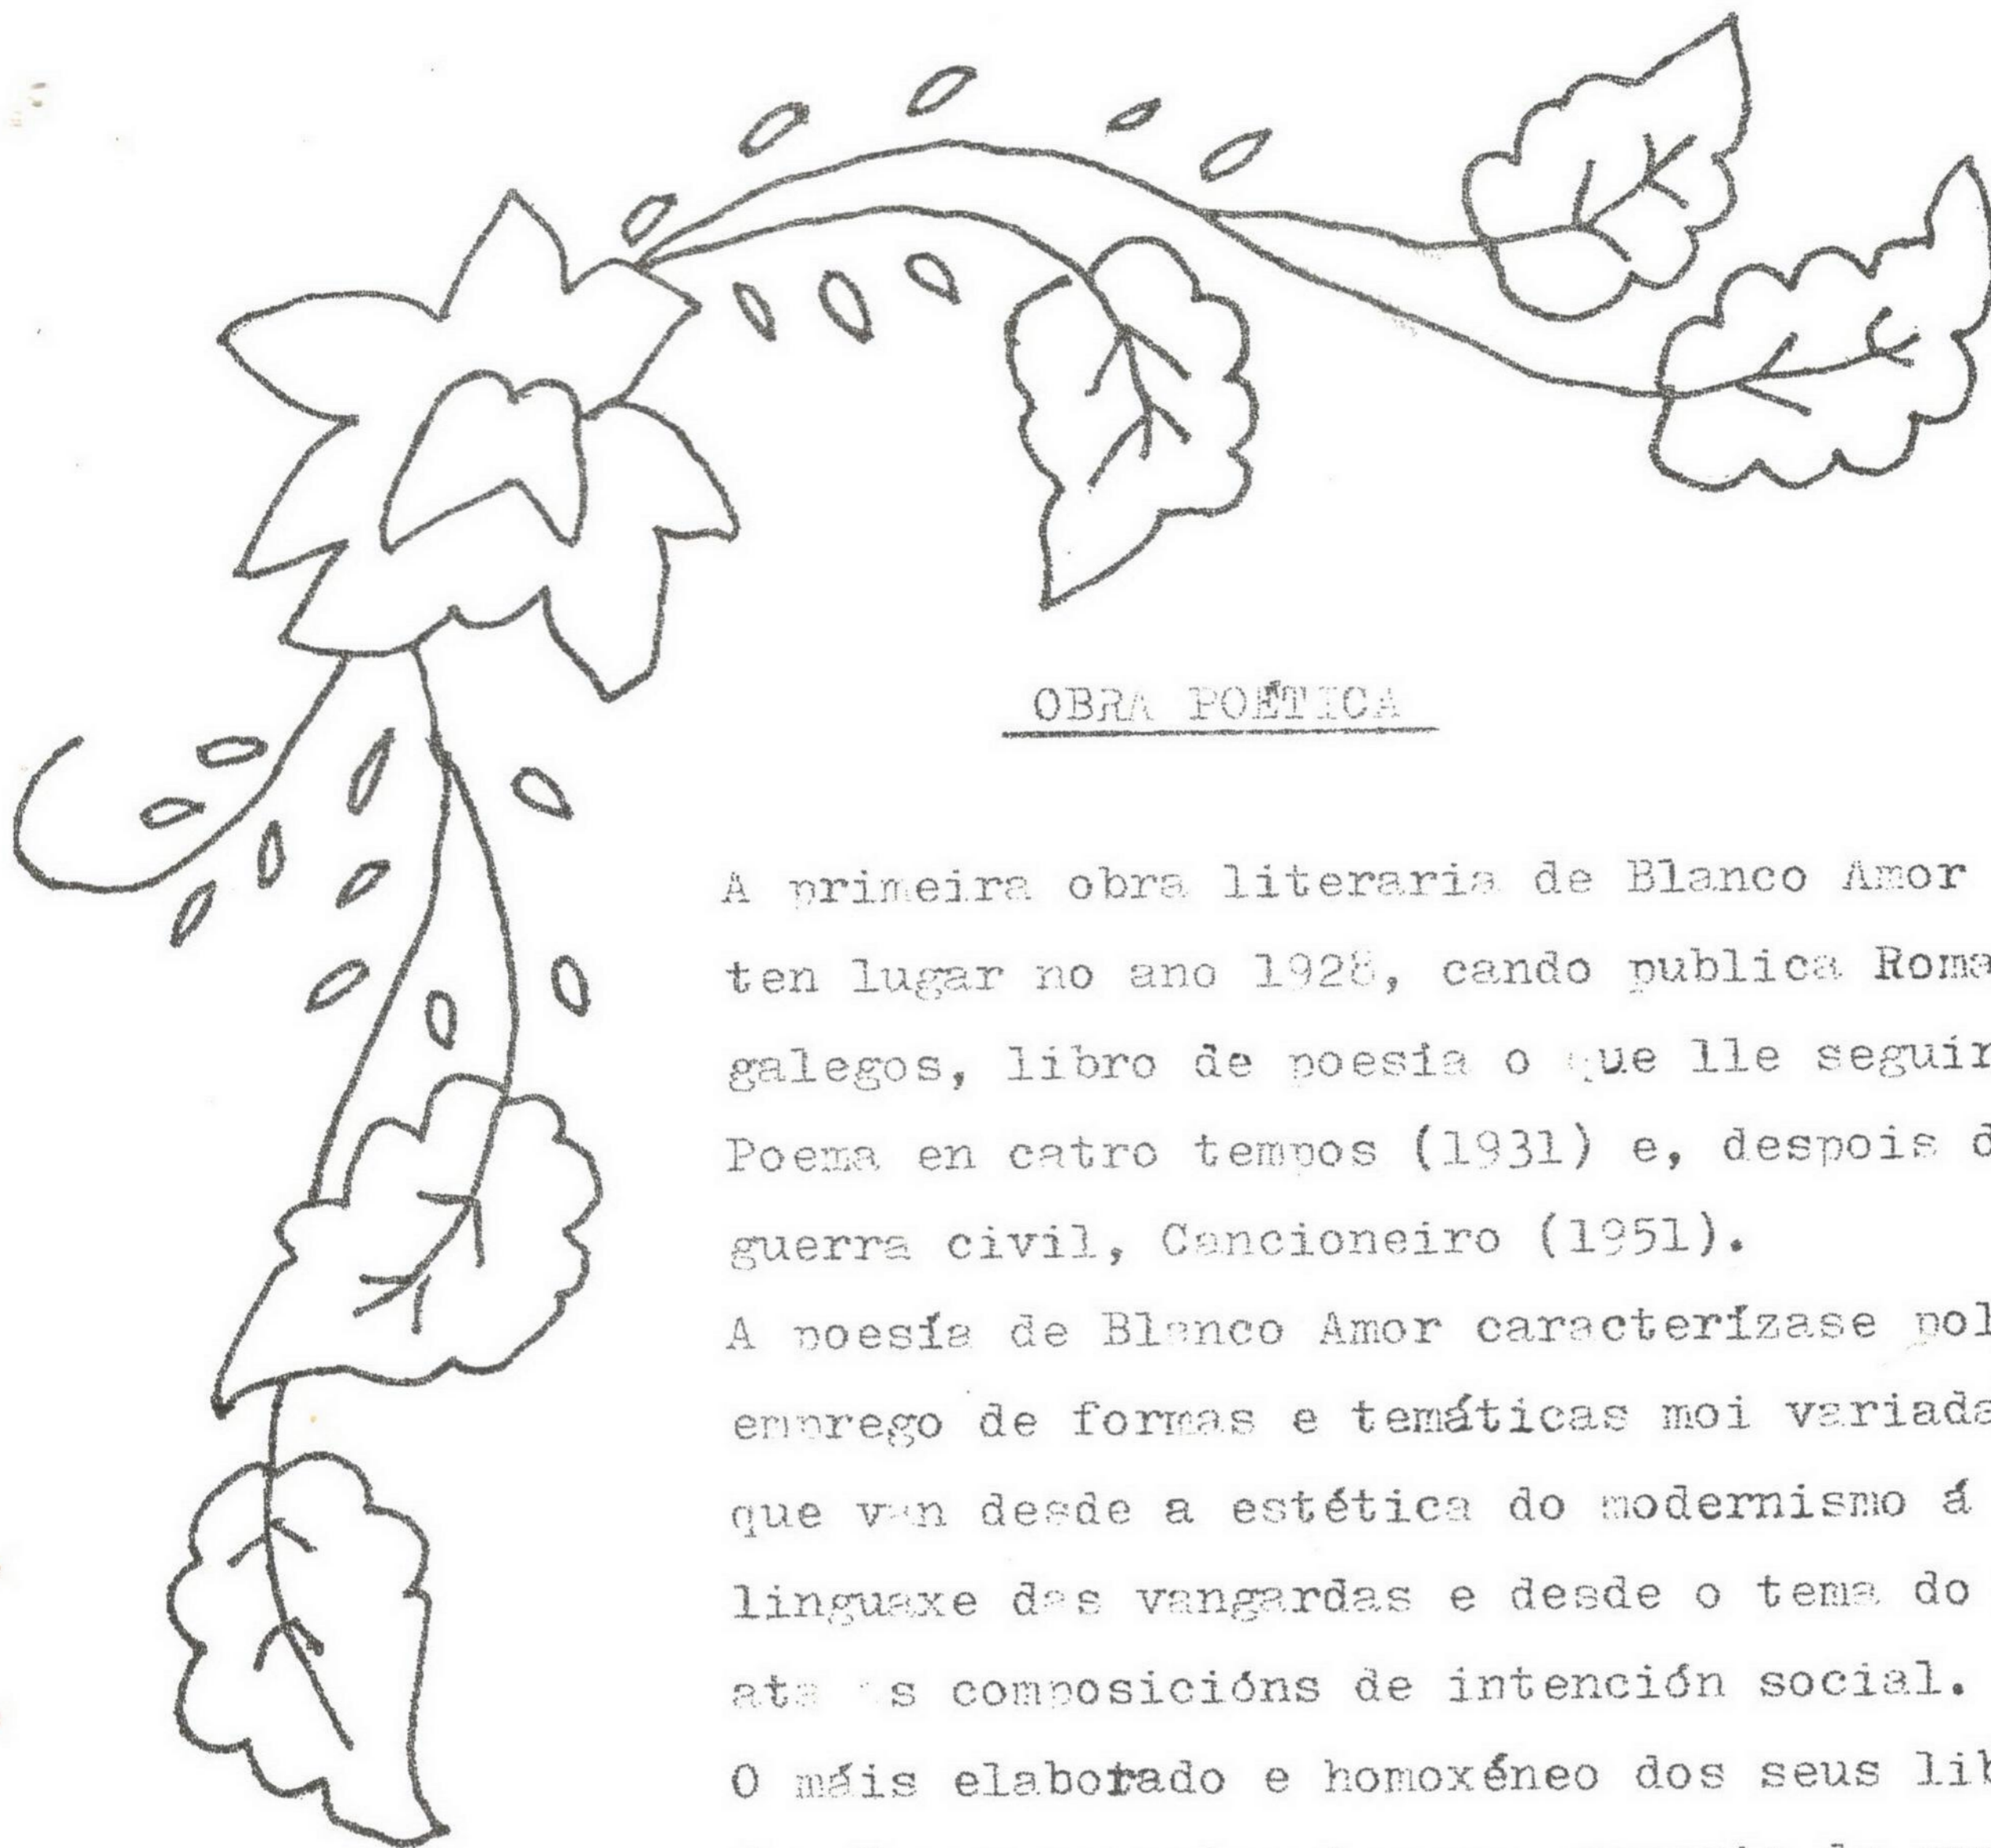 OBRA POÉTICA
A primeira obra literaria de Blanco Amor
ten lugar no ano 1928, cando publica Roma
galegos, libro de poesía o que lle seguir
Poema en catro tempos (1931) e, despois d
guerra civil, Cancioneiro (1951).
A poesía de Blanco Amor caracterízase pol
emprego de formas e temáticas moi variada
que van desde a estética do modernismo á
linguaxe das vangardas e desde o tema do
ata as composicións de intención social.
O máis elaborado e homoxéneo dos seus lib